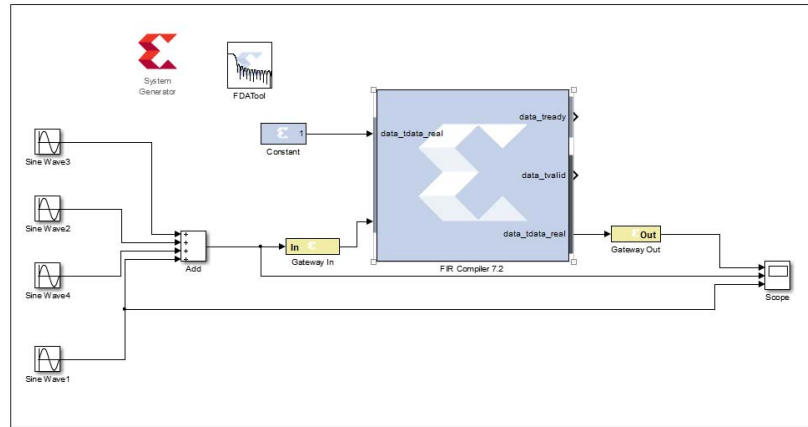 System
Generator
FDATool
1
Constant
data_tdata_real
data_tready
data_tvalid
data_tdata_real
FIR Compiler 7.2
Sine Wave3
Sine Wave2
Sine Wave4
Sine Wave1
+
+
+
+
Add
In
Gateway In
Out
Gateway Out
Scope